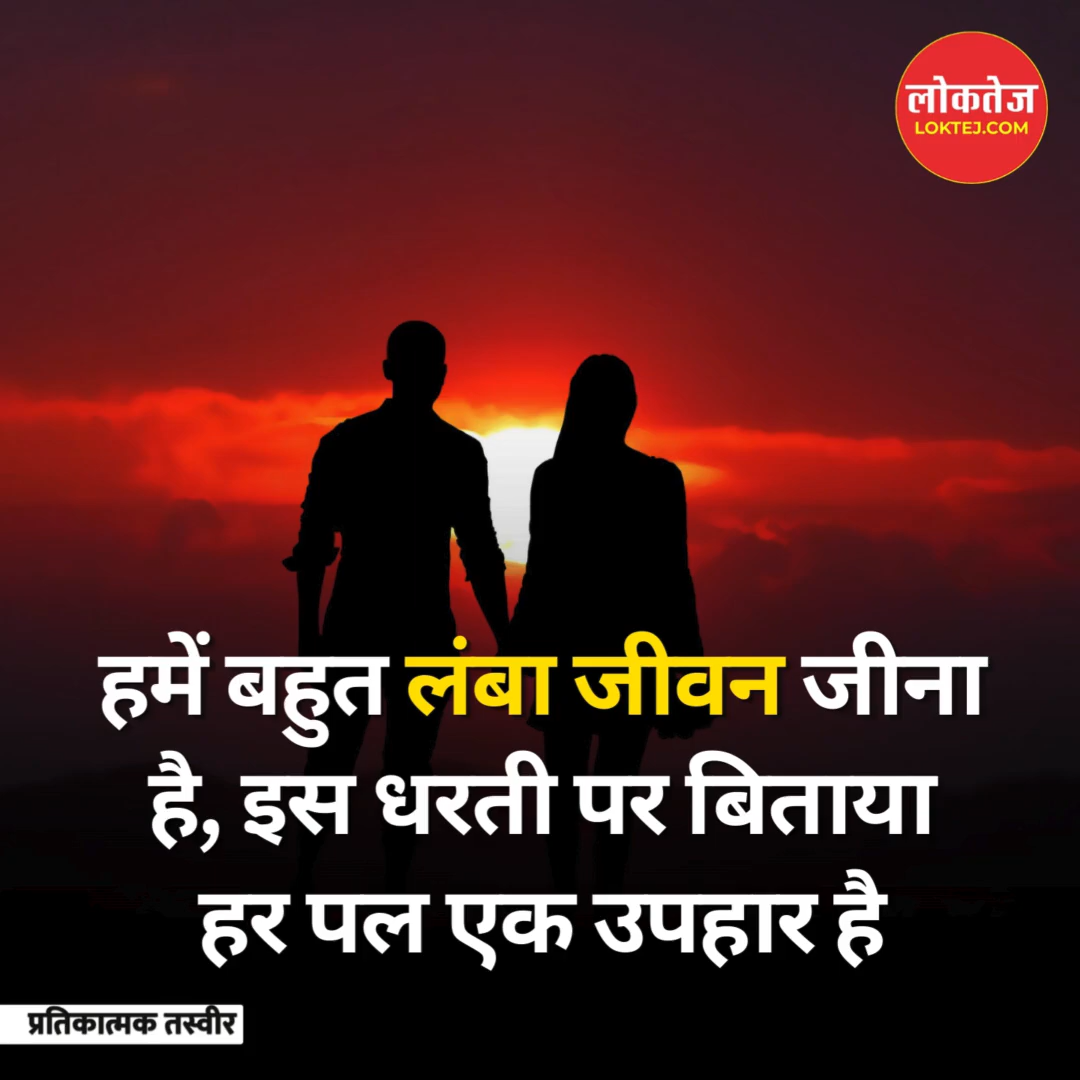 लोकतेज
LOKTEJ.COM
हमें बहुत लंबा जीवन जीना
है, इस धरती पर बिताया
हर पल एक उपहार है
प्रतिकात्मक तस्वीर